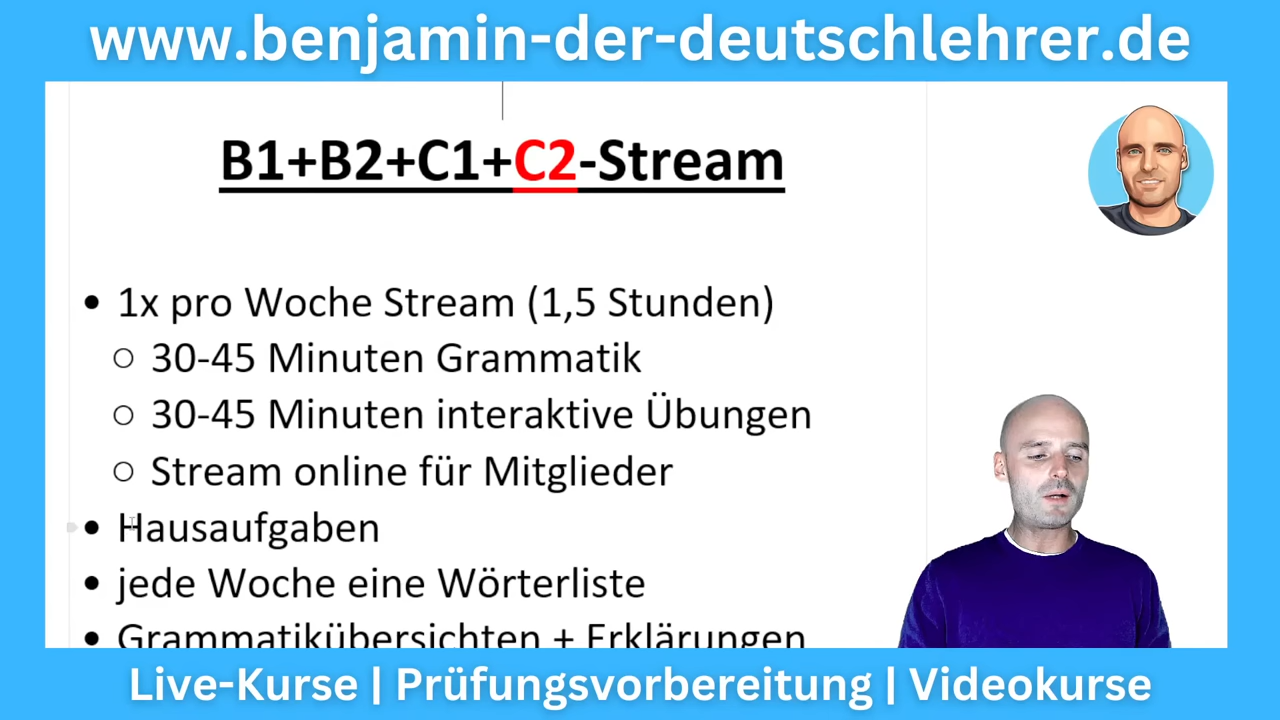 www.benjamin-der-deutschlehrer.de
B1+B2+C1+C2-Stream
• 1x pro Woche Stream (1,5 Stunden)
○ 30-45 Minuten Grammatik
○ 30-45 Minuten interaktive Übungen
○ Stream online für Mitglieder
• Hausaufgaben
• jede Woche eine Wörterliste
• Grammatikübersichten + Erklärungen
Live-Kurse | Prüfungsvorbereitung | Videokurse